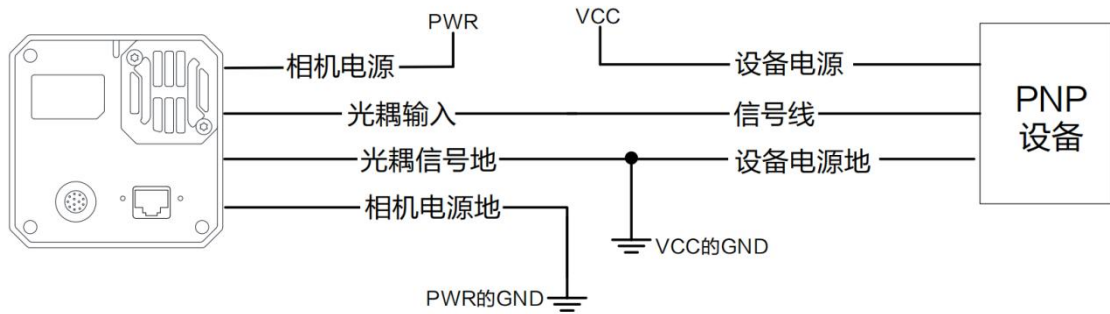 PWR
VCC
相机电源
设备电源
光耦输入
信号线
PNP
设备
光耦信号地
设备电源地
相机电源地
VCC的GND
PWR的GND